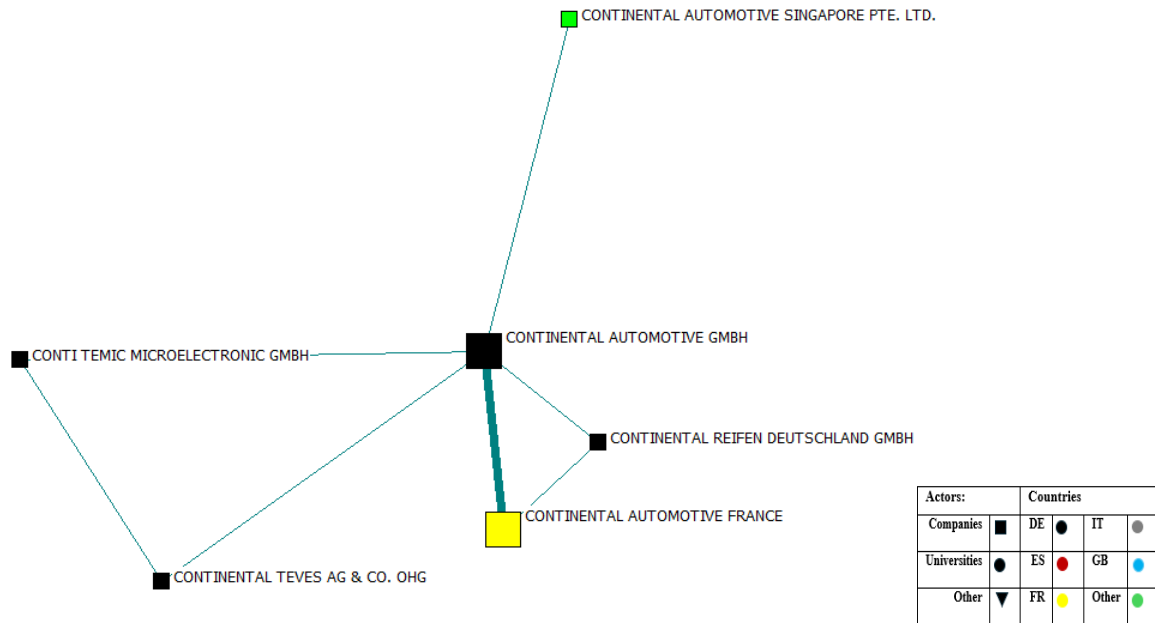 CONTINENTAL AUTOMOTIVE SINGAPORE PTE. LTD.
CONTINENTAL AUTOMOTIVE GMBH
CONTI TEMIC MICROELECTRONIC GMBH
CONTINENTAL REIFEN DEUTSCHLAND GMBH
CONTINENTAL AUTOMOTIVE FRANCE
CONTINENTAL TEVES AG & CO. OHG
Actors: Countries
Companies DE IT
Universities ES GB
Other FR Other